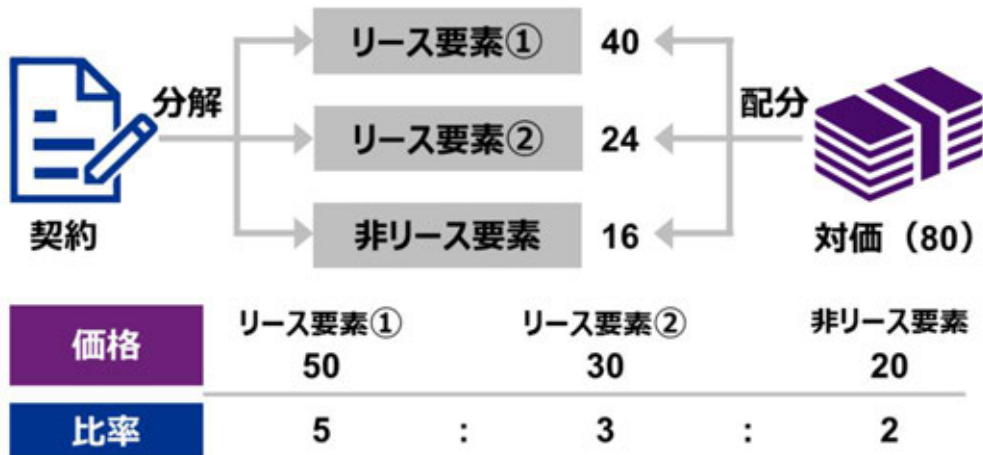 リース要素① 40
分解 配分
リース要素② 24
契約 非リース要素 16 対価（80）
価格 リース要素① リース要素② 非リース要素
50 30 20
比率 5 : 3 : 2